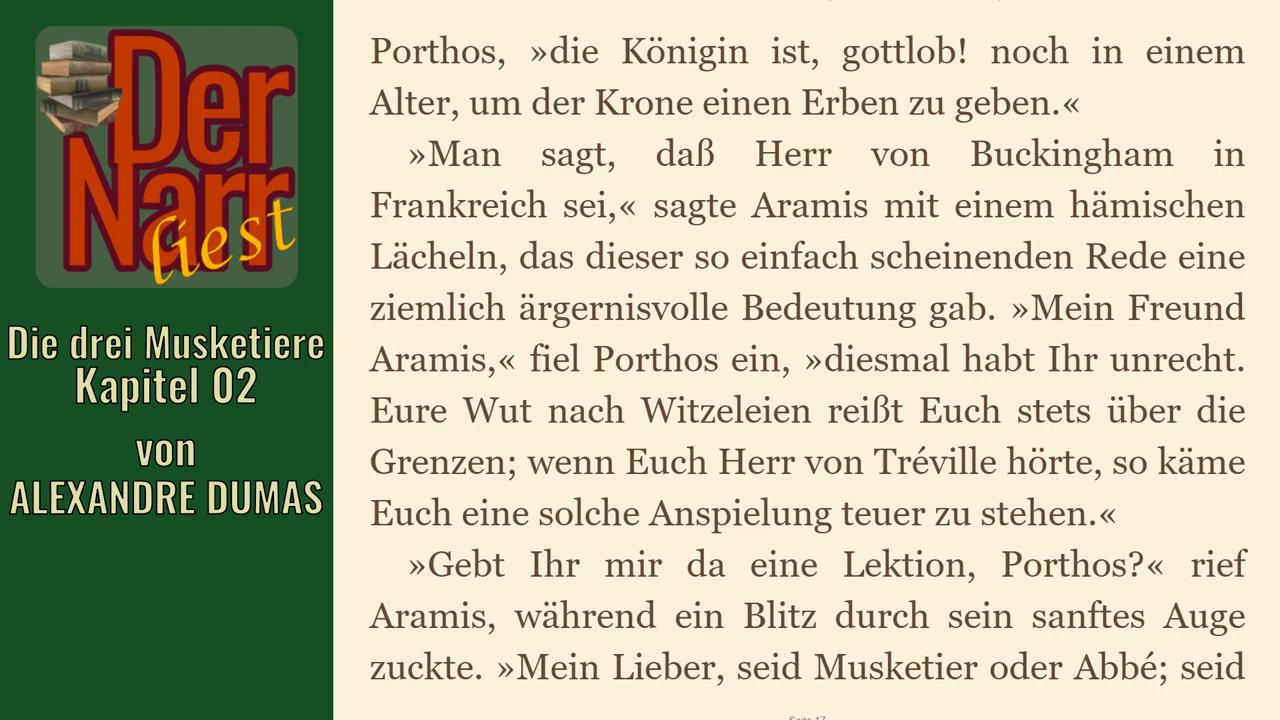 Der
Narr
liest
Die drei Musketiere
Kapitel 02
von
ALEXANDRE DUMAS
Porthos, »die Königin ist, gottlob! noch in einem
Alter, um der Krone einen Erben zu geben.«
»Man sagt, daß Herr von Buckingham in
Frankreich sei,« sagte Aramis mit einem hämischen
Lächeln, das dieser so einfach scheinenden Rede eine
ziemlich ärgernisvolle Bedeutung gab. »Mein Freund
Aramis,« fiel Porthos ein, »diesmal habt Ihr unrecht.
Eure Wut nach Witzeleien reißt Euch stets über die
Grenzen; wenn Euch Herr von Tréville hörte, so käme
Euch eine solche Anspielung teuer zu stehen.«
»Gebt Ihr mir da eine Lektion, Porthos?« rief
Aramis, während ein Blitz durch sein sanftes Auge
zuckte. »Mein Lieber, seid Musketier oder Abbé; seid
Seite 17